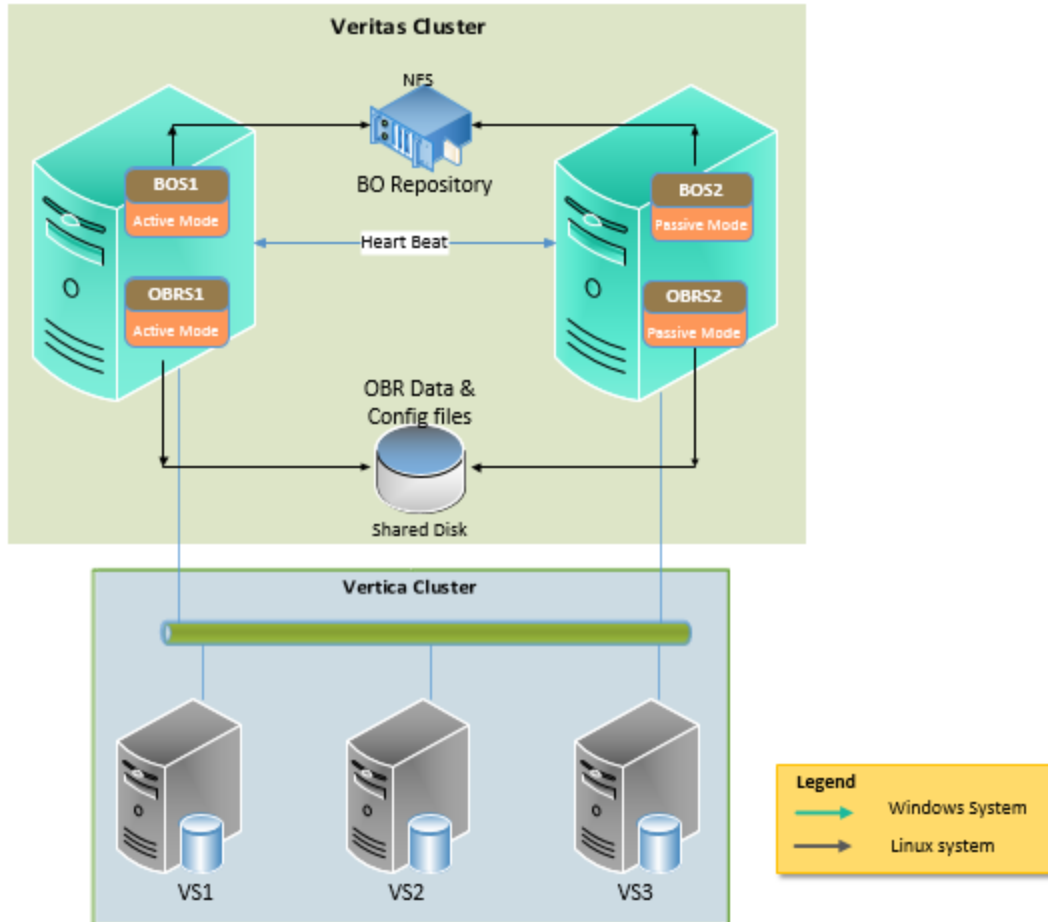 Veritas Cluster
NFS
BO Repository
BOS1
Active Mode
BOS2
Passive Mode
Heart Beat
OBRS1
Active Mode
OBRS2
Passive Mode
OBR Data &
Config files
Shared Disk
Vertica Cluster
VS1
VS2
VS3
Legend
Windows System
Linux system